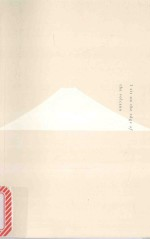 I sit on the edge of
the volcano